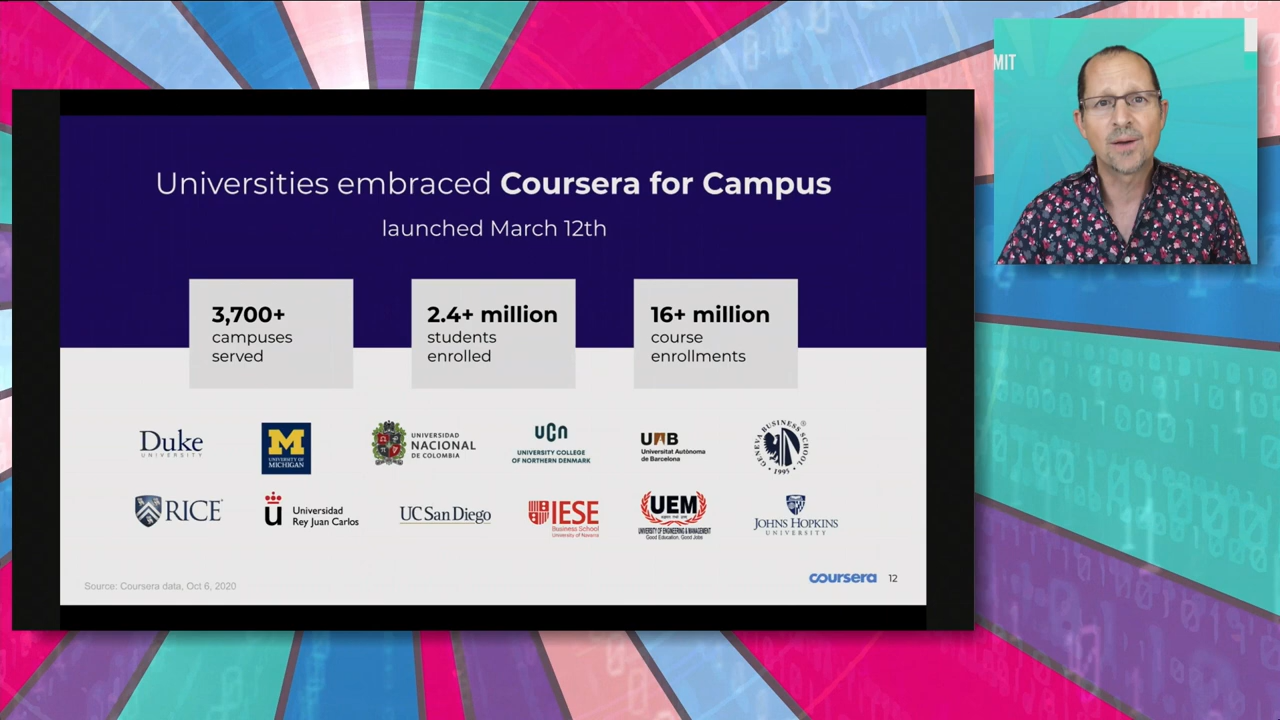 MIT
Universities embraced Coursera for Campus
launched March 12th
3,700+
campuses
served
2.4+ million
students
enrolled
16+ million
course
enrollments
Duke
UNIVERSITY
M
UNIVERSITY OF
MICHIGAN
UNIVERSIDAD
NACIONAL
DE COLOMBIA
UCN
UNIVERSITY COLLEGE
OF NORTHERN DENMARK
UAB
Universitat Autònoma
de Barcelona
GENEVA BUSINESS SCHOOL®
1995
RICE
ü
Universidad
Rey Juan Carlos
UC San Diego
IESE
Business School
University of Navarra
UEM
UNIVERSITY OF ENGINEERING & MANAGEMENT
Good Education. Good Jobs
JOHNS HOPKINS
UNIVERSITY
Source: Coursera data, Oct 6, 2020
coursera 12